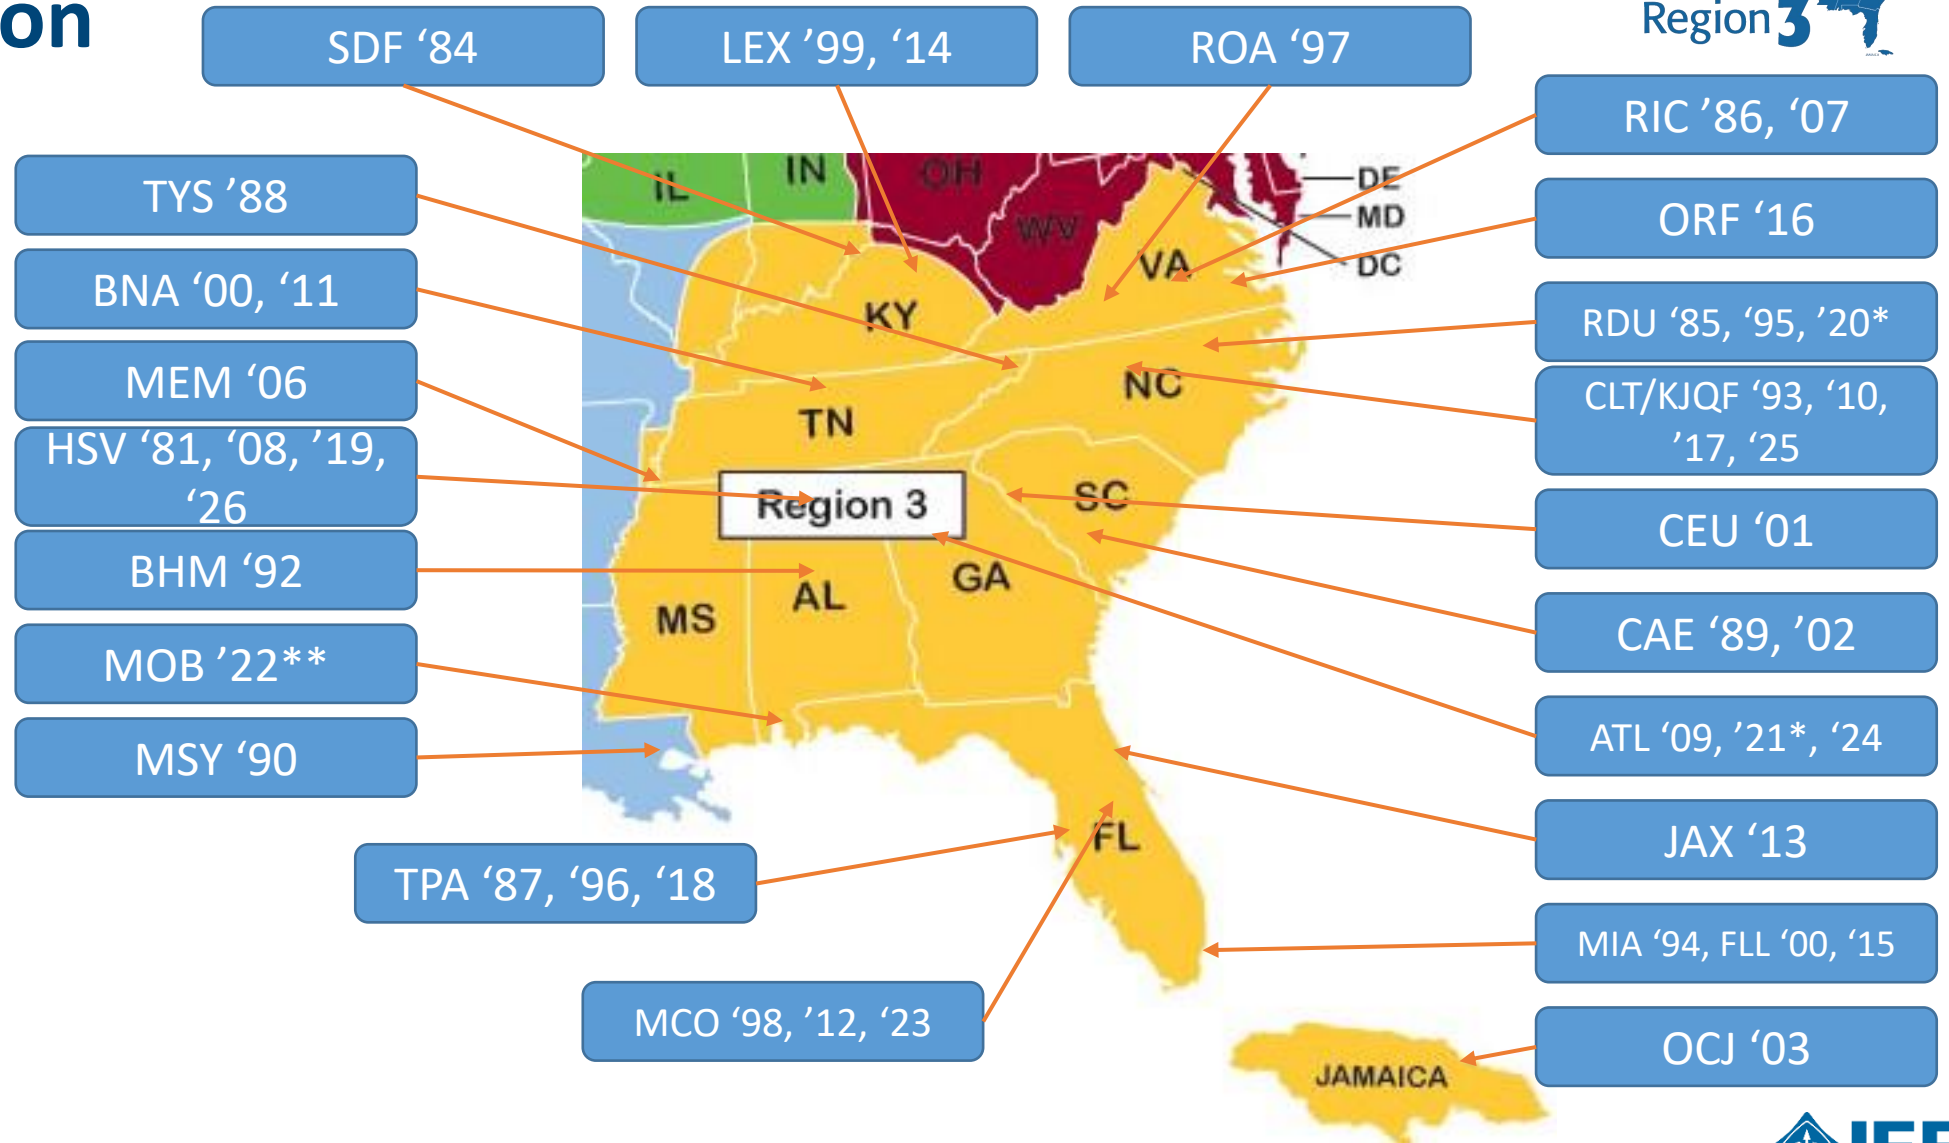 on
SDF ‘84
LEX ’99, ‘14
ROA ‘97
Region 3
RIC ’86, ‘07
TYS ’88
ORF ‘16
BNA ‘00, ‘11
RDU ‘85, ‘95, ’20*
MEM ‘06
CLT/KJQF ‘93, ‘10,
’17, ‘25
HSV ‘81, ‘08, ’19,
‘26
CEU ‘01
BHM ‘92
CAE ‘89, ’02
MOB ’22**
ATL ‘09, ’21*, ‘24
MSY ‘90
JAX ‘13
TPA ‘87, ‘96, ‘18
MIA ‘94, FLL ‘00, ‘15
MCO ‘98, ’12, ‘23
OCJ ‘03
IL
IN
OH
WV
DE
MD
DC
VA
KY
NC
TN
SC
Region 3
GA
AL
MS
FL
JAMAICA